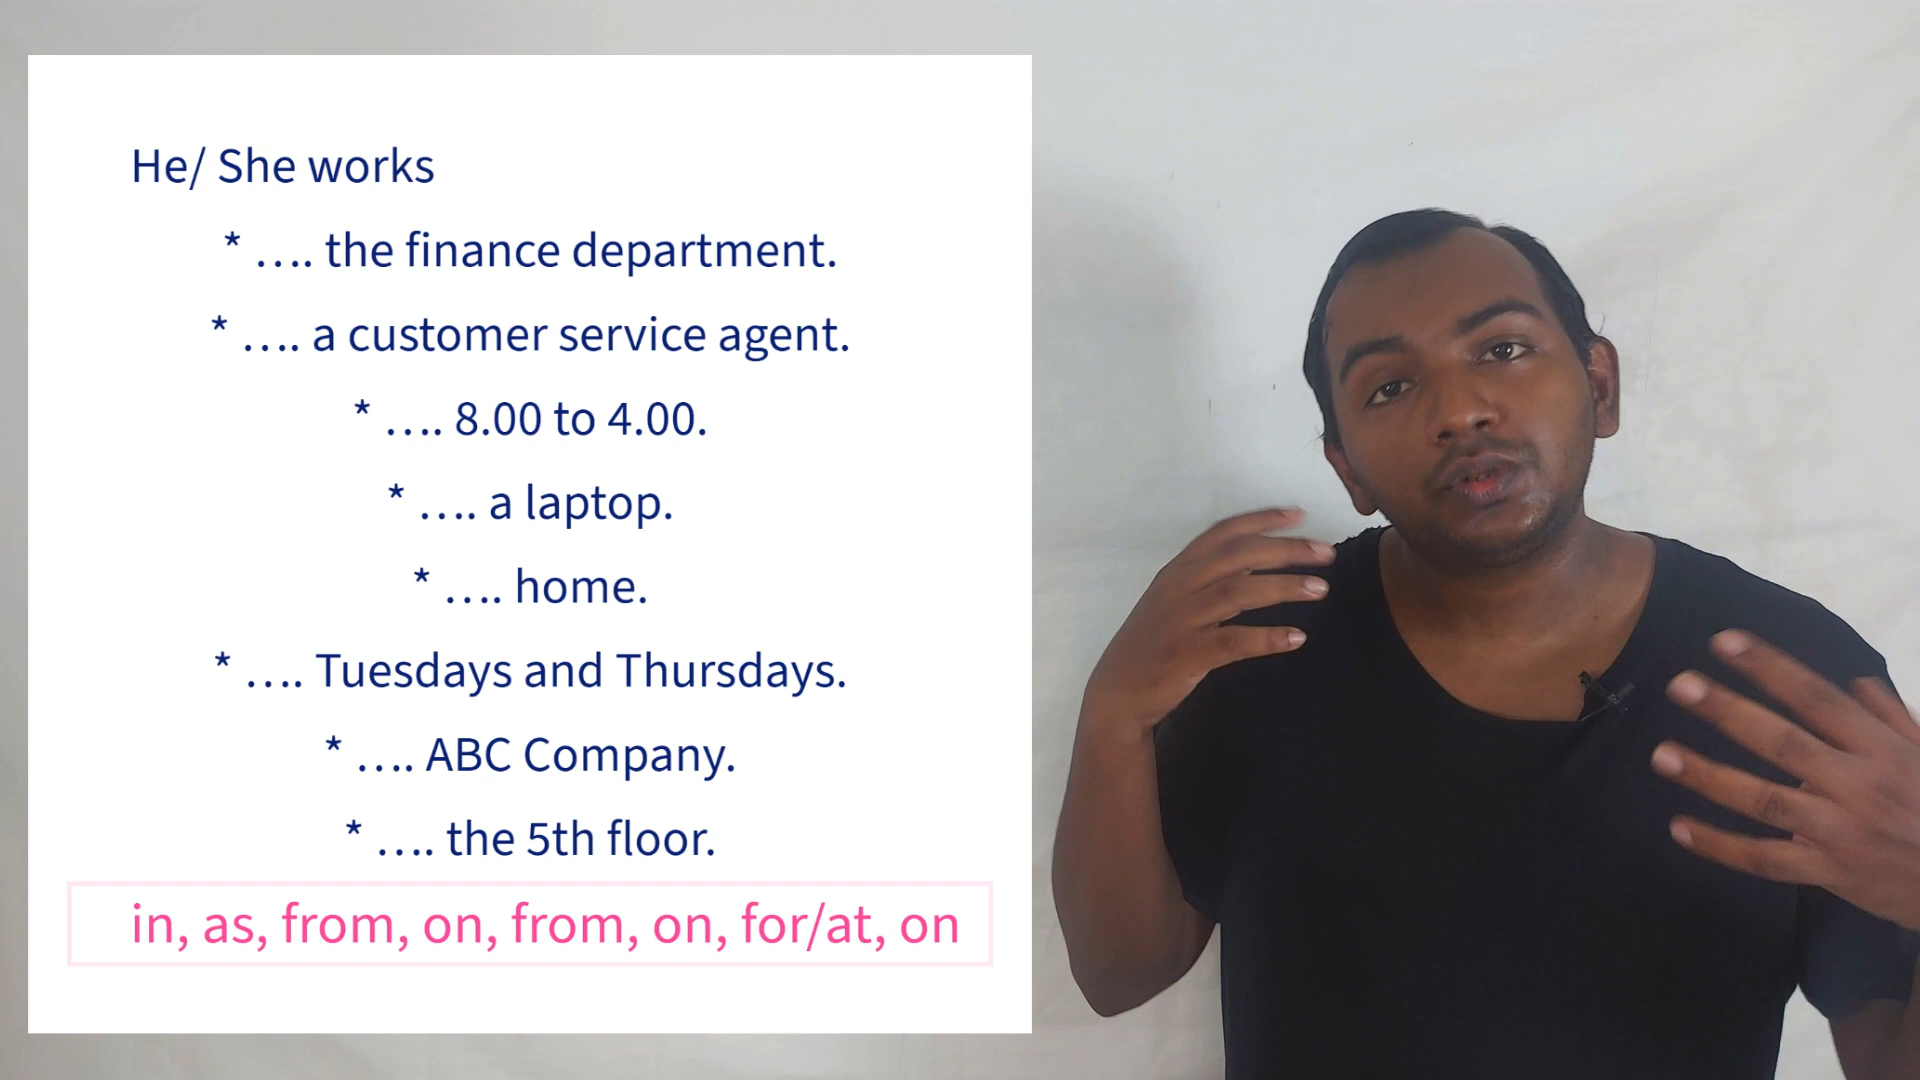 He/ She works
* .... the finance department.
* .... a customer service agent.
* .... 8.00 to 4.00.
* .... a laptop.
* .... home.
* .... Tuesdays and Thursdays.
* .... ABC Company.
* .... the 5th floor.
in, as, from, on, from, on, for/at, on